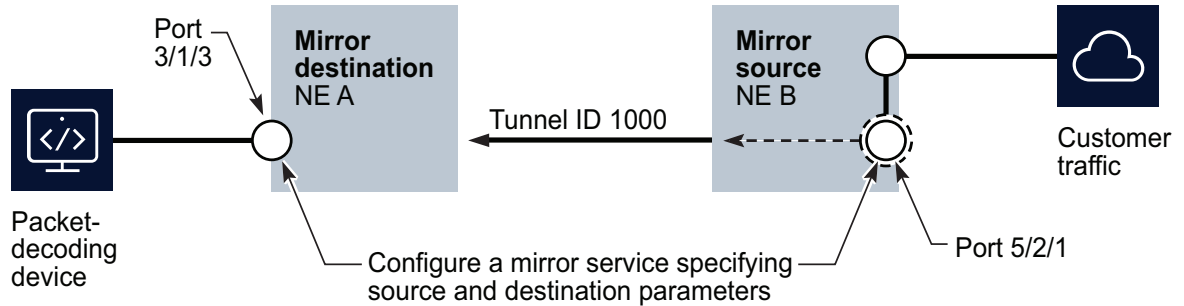 Port
3/1/3
Mirror
destination
NE A
Mirror
source
NE B
Tunnel ID 1000
Customer
traffic
Packet-
decoding
device
Port 5/2/1
Configure a mirror service specifying
source and destination parameters